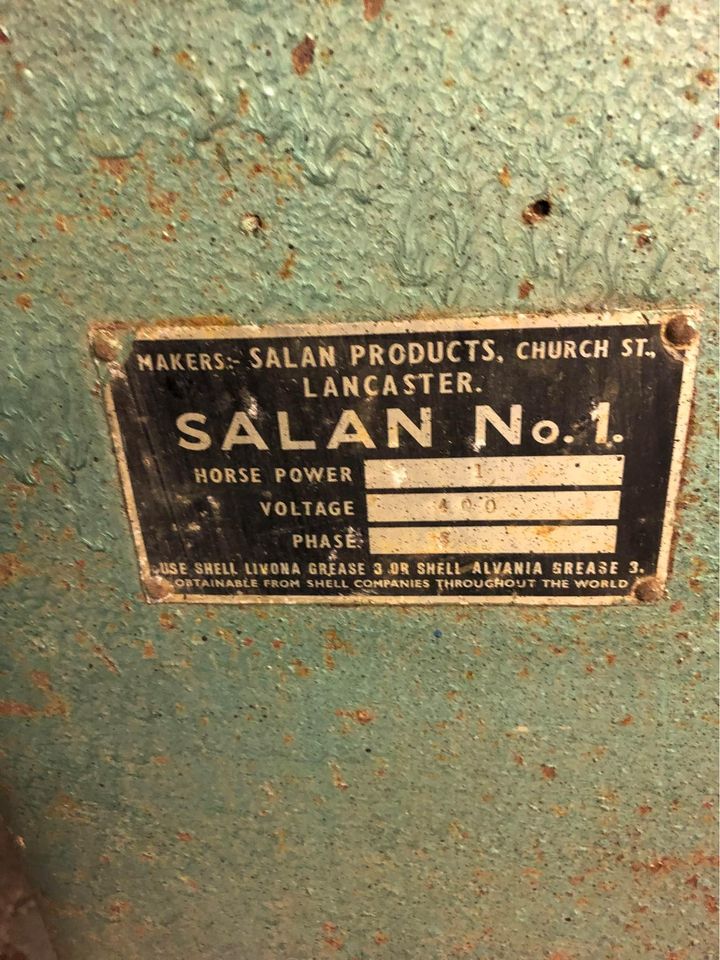 MAKERS:- SALAN PRODUCTS, CHURCH ST.,
LANCASTER.
SALAN No. 1.
HORSE POWER 1
VOLTAGE 400
PHASE 3
USE SHELL LIVONA GREASE 3 OR SHELL ALVANIA GREASE 3.
OBTAINABLE FROM SHELL COMPANIES THROUGHOUT THE WORLD